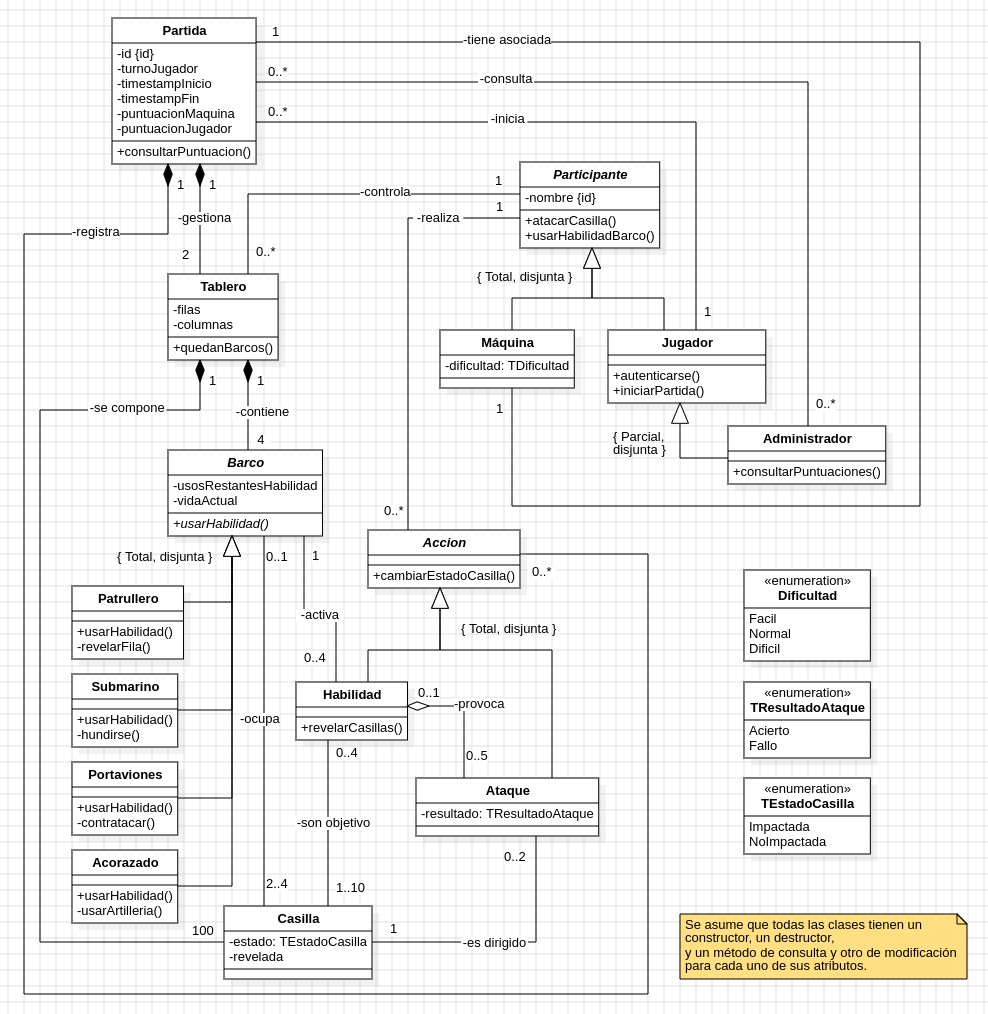 Partida
-id {id}
-turnoJugador
-timestampInicio
-timestampFin
-puntuacionMaquina
-puntuacionJugador
+consultarPuntuacion()
1
-tiene asociada
0..*
-consulta
0..*
-inicia
Participante
-nombre {id}
+atacarCasilla()
+usarHabilidadBarco()
1
1
-gestiona
-registra
2
-controla
1
0..*
-realiza
1
{ Total, disjunta }
Tablero
-filas
-columnas
+quedanBarcos()
Máquina
-dificultad: TDificultad
1
Jugador
+autenticarse()
+iniciarPartida()
1
{ Parcial,
disjunta }
0..*
Administrador
+consultarPuntuaciones()
1
1
-se compone
-contiene
4
Barco
-usosRestantesHabilidad
-vidaActual
+usarHabilidad()
{ Total, disjunta }
0..1
1
0..*
Accion
+cambiarEstadoCasilla()
0..*
{ Total, disjunta }
Patrullero
+usarHabilidad()
-revelarFila()
Submarino
+usarHabilidad()
-hundirse()
Portaviones
+usarHabilidad()
-contratacar()
Acorazado
+usarHabilidad()
-usarArtilleria()
-activa
0..4
Habilidad
+revelarCasillas()
0..1
-provoca
0..5
-ocupa
0..4
Ataque
-resultado: TResultadoAtaque
-son objetivo
0..2
2..4
1..10
100
Casilla
-estado: TEstadoCasilla
-revelada
1
-es dirigido
«enumeration»
Dificultad
Facil
Normal
Dificil
«enumeration»
TResultadoAtaque
Acierto
Fallo
«enumeration»
TEstadoCasilla
Impactada
NoImpactada
Se asume que todas las clases tienen un
constructor, un destructor,
y un método de consulta y otro de modificación
para cada uno de sus atributos.